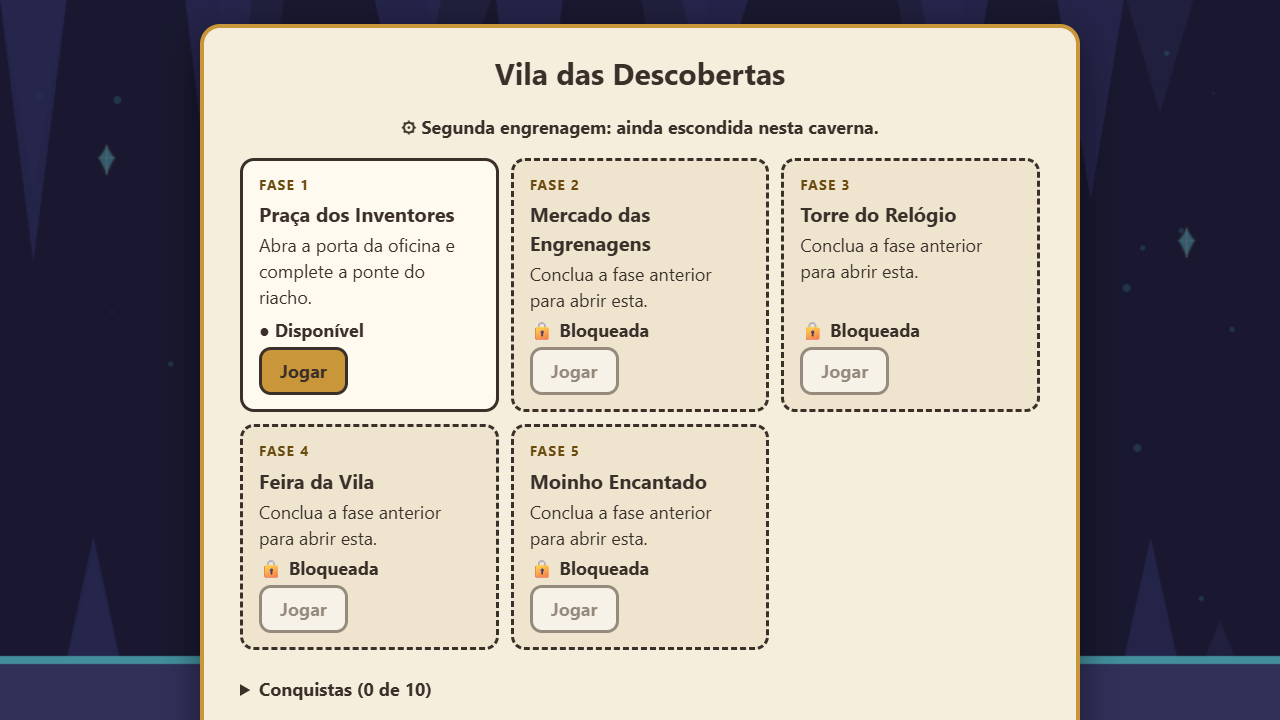 Vila das Descobertas
⚙ Segunda engrenagem: ainda escondida nesta caverna.
FASE 1
Praça dos Inventores
Abra a porta da oficina e
complete a ponte do
riacho.
● Disponível
Jogar
FASE 2
Mercado das
Engrenagens
Conclua a fase anterior
para abrir esta.
🔒 Bloqueada
Jogar
FASE 3
Torre do Relógio
Conclua a fase anterior
para abrir esta.
🔒 Bloqueada
Jogar
FASE 4
Feira da Vila
Conclua a fase anterior
para abrir esta.
🔒 Bloqueada
Jogar
FASE 5
Moinho Encantado
Conclua a fase anterior
para abrir esta.
🔒 Bloqueada
Jogar
▶ Conquistas (0 de 10)